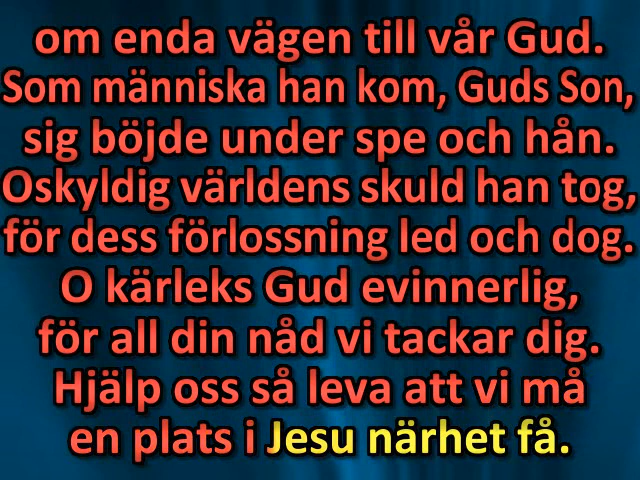 om enda vägen till vår Gud.
Som människa han kom, Guds Son,
sig böjde under spe och hån.
Oskyldig världens skuld han tog,
för dess förlossning led och dog.
O kärleks Gud evinnerlig,
för all din nåd vi tackar dig.
Hjälp oss så leva att vi må
en plats i Jesu närhet få.